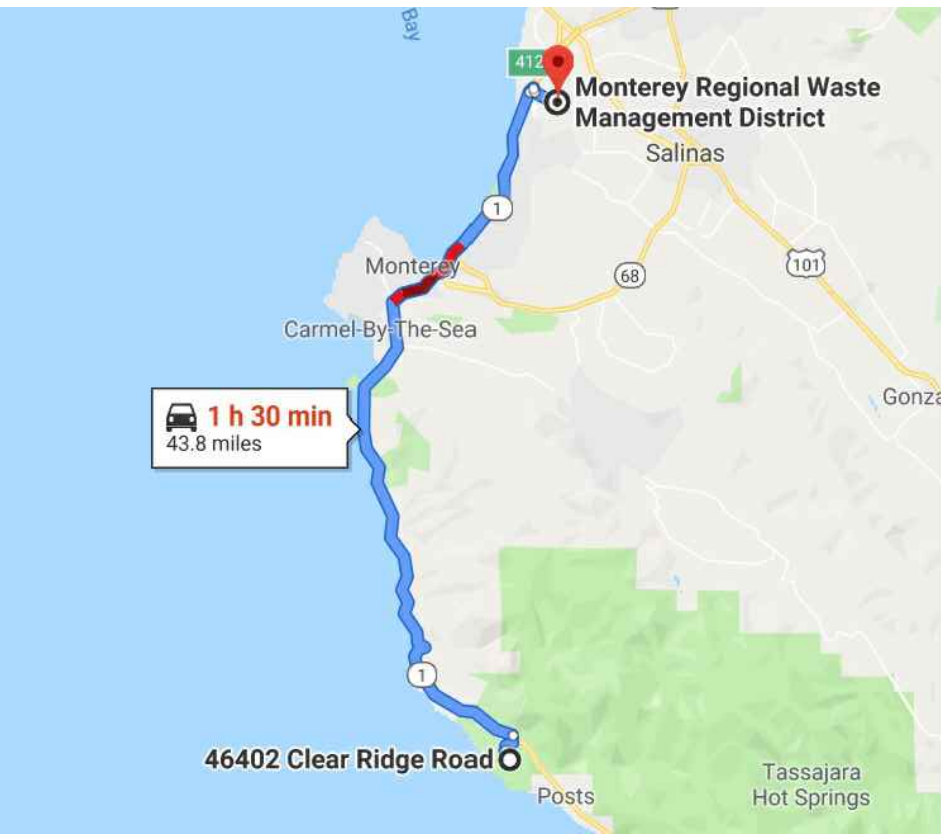 Bay
412
Monterey Regional Waste
Management District
Salinas
1
Monterey
68
101
Carmel-By-The-Sea
Gonza
1 h 30 min
43.8 miles
1
46402 Clear Ridge Road
Posts
Tassajara
Hot Springs